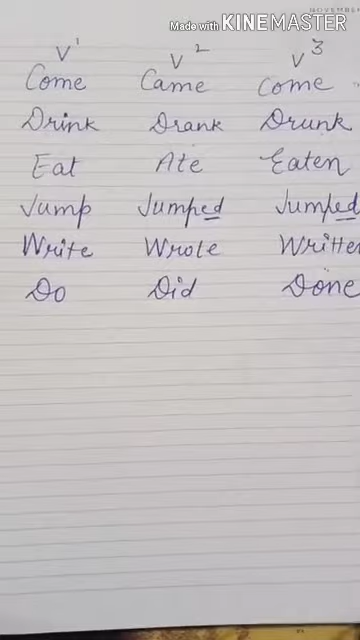 NOVEMBER
Made with KINEMASTER
V1 V2 V3
Come Came Come
Drink Drank Drunk
Eat Ate Eaten
Jump Jumped Jumped
Write Wrote Written
Do Did Done